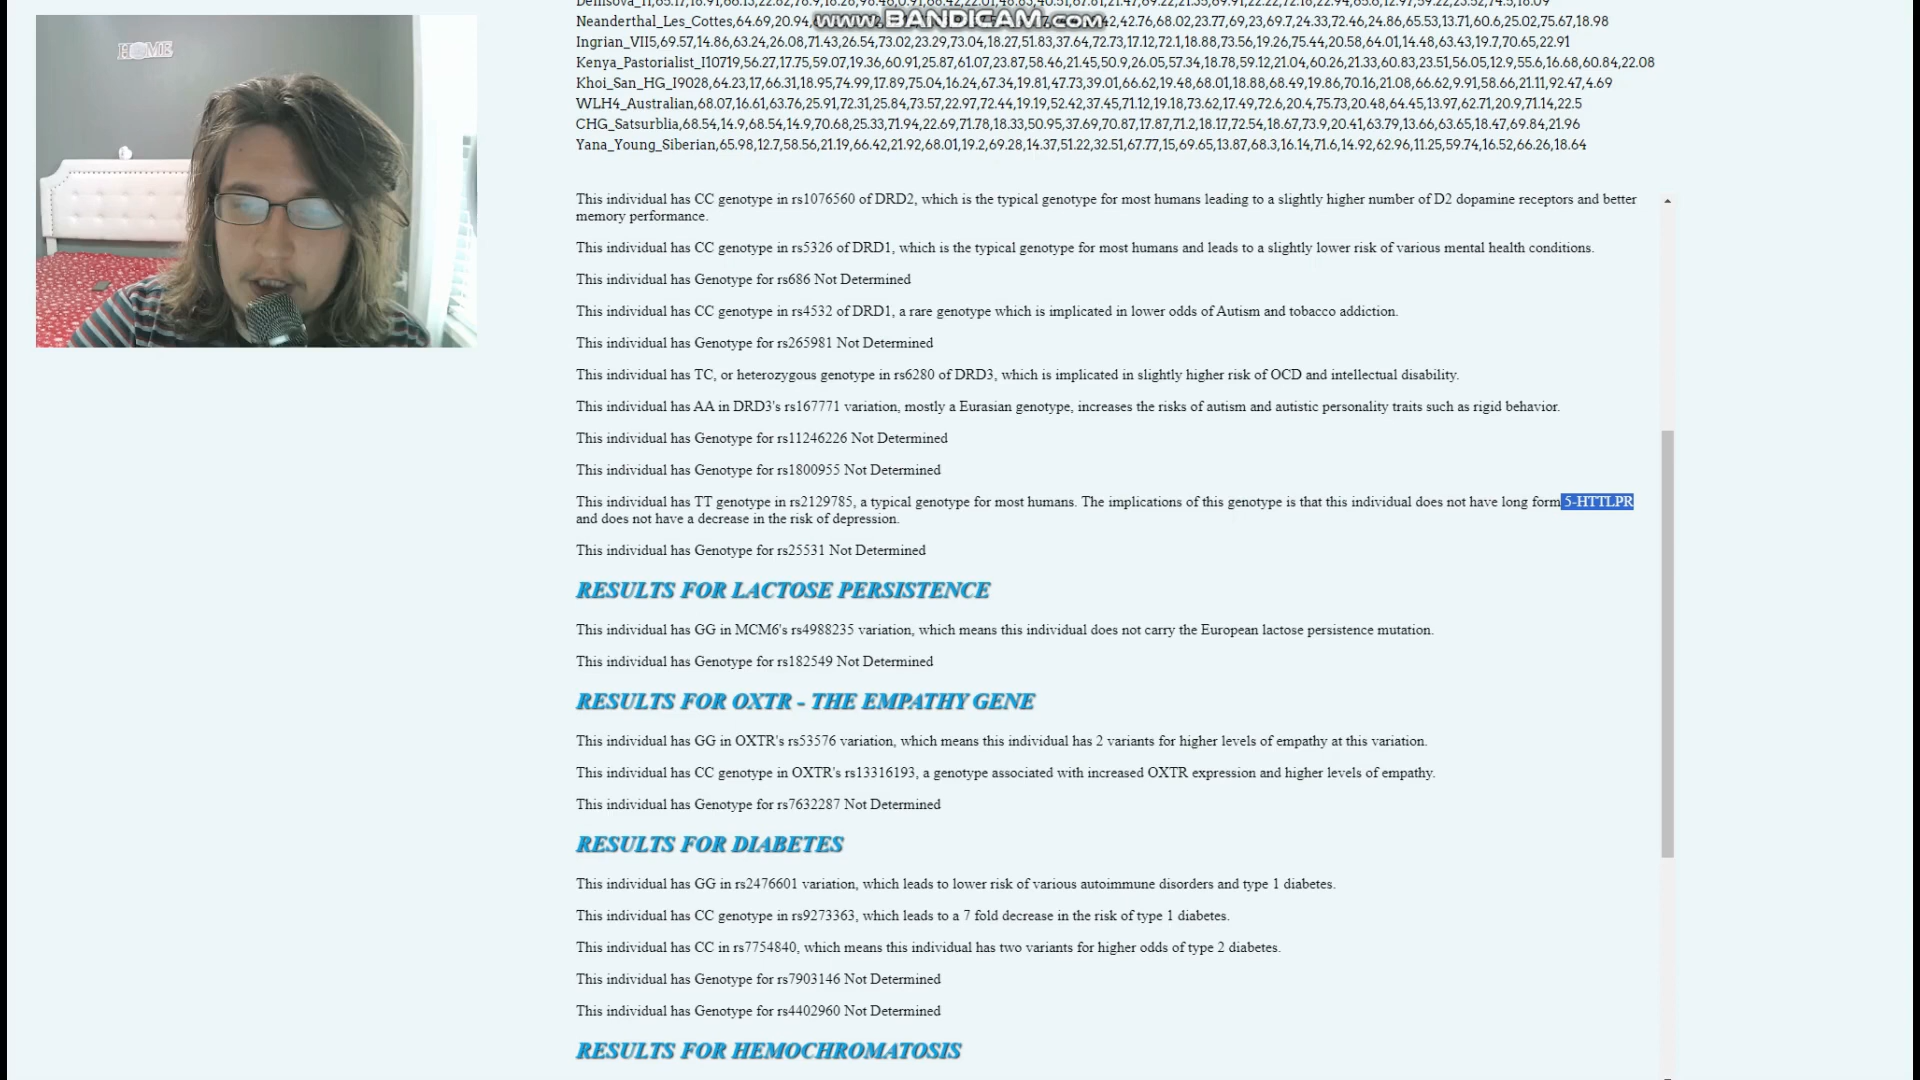 HOME
www.BANDICAM.com
Neanderthal_Les_Cottes,64.69,20.94,
42,42.76,68.02,23.77,69,23,69.7,24.33,72.46,24.86,65.53,13.71,60.6,25.02,75.67,18.98
Ingrian_VII5,69.57,14.86,63.24,26.08,71.43,26.54,73.02,23.29,73.04,18.27,51.83,37.64,72.73,17.12,72.1,18.88,73.56,19.26,75.44,20.58,64.01,14.48,63.43,19.7,70.65,22.91
Kenya_Pastorialist_I10719,56.27,17.75,59.07,19.36,60.91,25.87,61.07,23.87,58.46,21.45,50.9,26.05,57.34,18.78,59.12,21.04,60.26,21.33,60.83,23.51,56.05,12.9,55.6,16.68,60.84,22.08
Khoi_San_HG_I9028,64.23,17,66.31,18.95,74.99,17.89,75.04,16.24,67.34,19.81,47.73,39.01,66.62,19.48,68.01,18.88,68.49,19.86,70.16,21.08,66.62,9.91,58.66,21.11,92.47,4.69
WLH4_Australian,68.07,16.61,63.76,25.91,72.31,25.84,73.57,22.97,72.44,19.19,52.42,37.45,71.12,19.18,73.62,17.49,72.6,20.4,75.73,20.48,64.45,13.97,62.71,20.9,71.14,22.5
CHG_Satsurblia,68.54,14.9,68.54,14.9,70.68,25.33,71.94,22.69,71.78,18.33,50.95,37.69,70.87,17.87,71.2,18.17,72.54,18.67,73.9,20.41,63.79,13.66,63.65,18.47,69.84,21.96
Yana_Young_Siberian,65.98,12.7,58.56,21.19,66.42,21.92,68.01,19.2,69.28,14.37,51.22,32.51,67.77,15,69.65,13.87,68.3,16.14,71.6,14.92,62.96,11.25,59.74,16.52,66.26,18.64
This individual has CC genotype in rs1076560 of DRD2, which is the typical genotype for most humans leading to a slightly higher number of D2 dopamine receptors and better
memory performance.
This individual has CC genotype in rs5326 of DRD1, which is the typical genotype for most humans and leads to a slightly lower risk of various mental health conditions.
This individual has Genotype for rs686 Not Determined
This individual has CC genotype in rs4532 of DRD1, a rare genotype which is implicated in lower odds of Autism and tobacco addiction.
This individual has Genotype for rs265981 Not Determined
This individual has TC, or heterozygous genotype in rs6280 of DRD3, which is implicated in slightly higher risk of OCD and intellectual disability.
This individual has AA in DRD3's rs167771 variation, mostly a Eurasian genotype, increases the risks of autism and autistic personality traits such as rigid behavior.
This individual has Genotype for rs11246226 Not Determined
This individual has Genotype for rs1800955 Not Determined
This individual has TT genotype in rs2129785, a typical genotype for most humans. The implications of this genotype is that this individual does not have long form 5-HTTLPR
and does not have a decrease in the risk of depression.
This individual has Genotype for rs25531 Not Determined
RESULTS FOR LACTOSE PERSISTENCE
This individual has GG in MCM6's rs4988235 variation, which means this individual does not carry the European lactose persistence mutation.
This individual has Genotype for rs182549 Not Determined
RESULTS FOR OXTR - THE EMPATHY GENE
This individual has GG in OXTR's rs53576 variation, which means this individual has 2 variants for higher levels of empathy at this variation.
This individual has CC genotype in OXTR's rs13316193, a genotype associated with increased OXTR expression and higher levels of empathy.
This individual has Genotype for rs7632287 Not Determined
RESULTS FOR DIABETES
This individual has GG in rs2476601 variation, which leads to lower risk of various autoimmune disorders and type 1 diabetes.
This individual has CC genotype in rs9273363, which leads to a 7 fold decrease in the risk of type 1 diabetes.
This individual has CC in rs7754840, which means this individual has two variants for higher odds of type 2 diabetes.
This individual has Genotype for rs7903146 Not Determined
This individual has Genotype for rs4402960 Not Determined
RESULTS FOR HEMOCHROMATOSIS